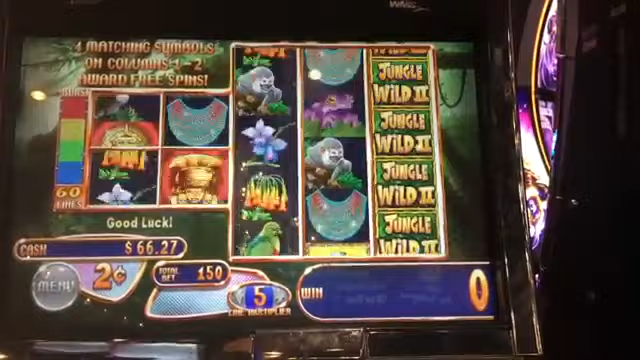 4 MATCHING SYMBOLS
ON COLUMNS 1-2
AWARD FREE SPINS!
JUNGLE
WILD II
JUNGLE
WILD II
JUNGLE
WILD II
JUNGLE
WILD II
60
LINES
Good Luck!
CASH $66.27
MENU
2¢
TOTAL BET 150
5
LINE MULTIPLIER
WIN 0